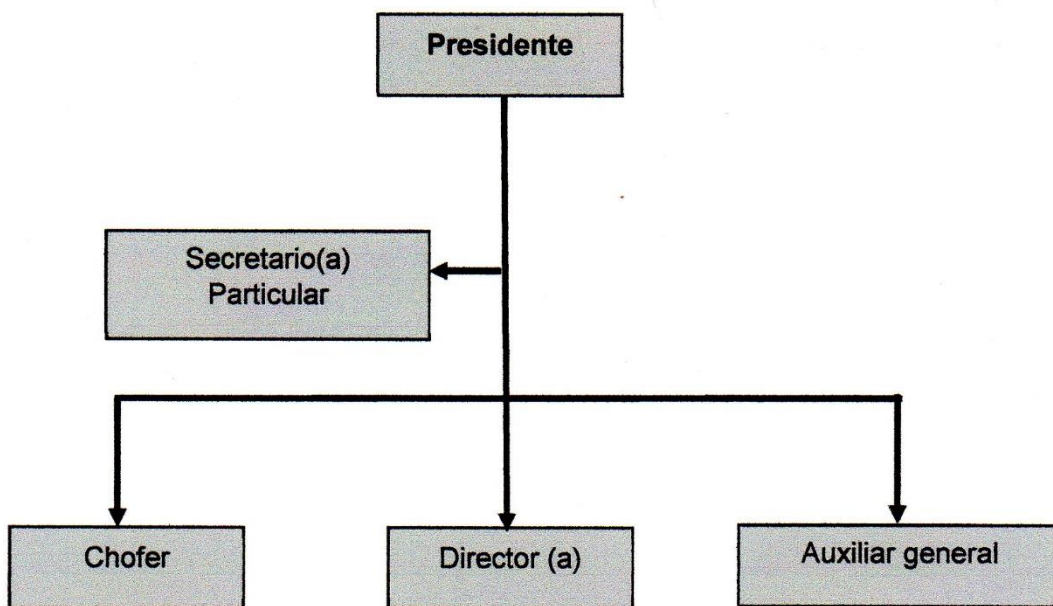 Presidente
Secretario(a)
Particular
Chofer
Director (a)
Auxiliar general